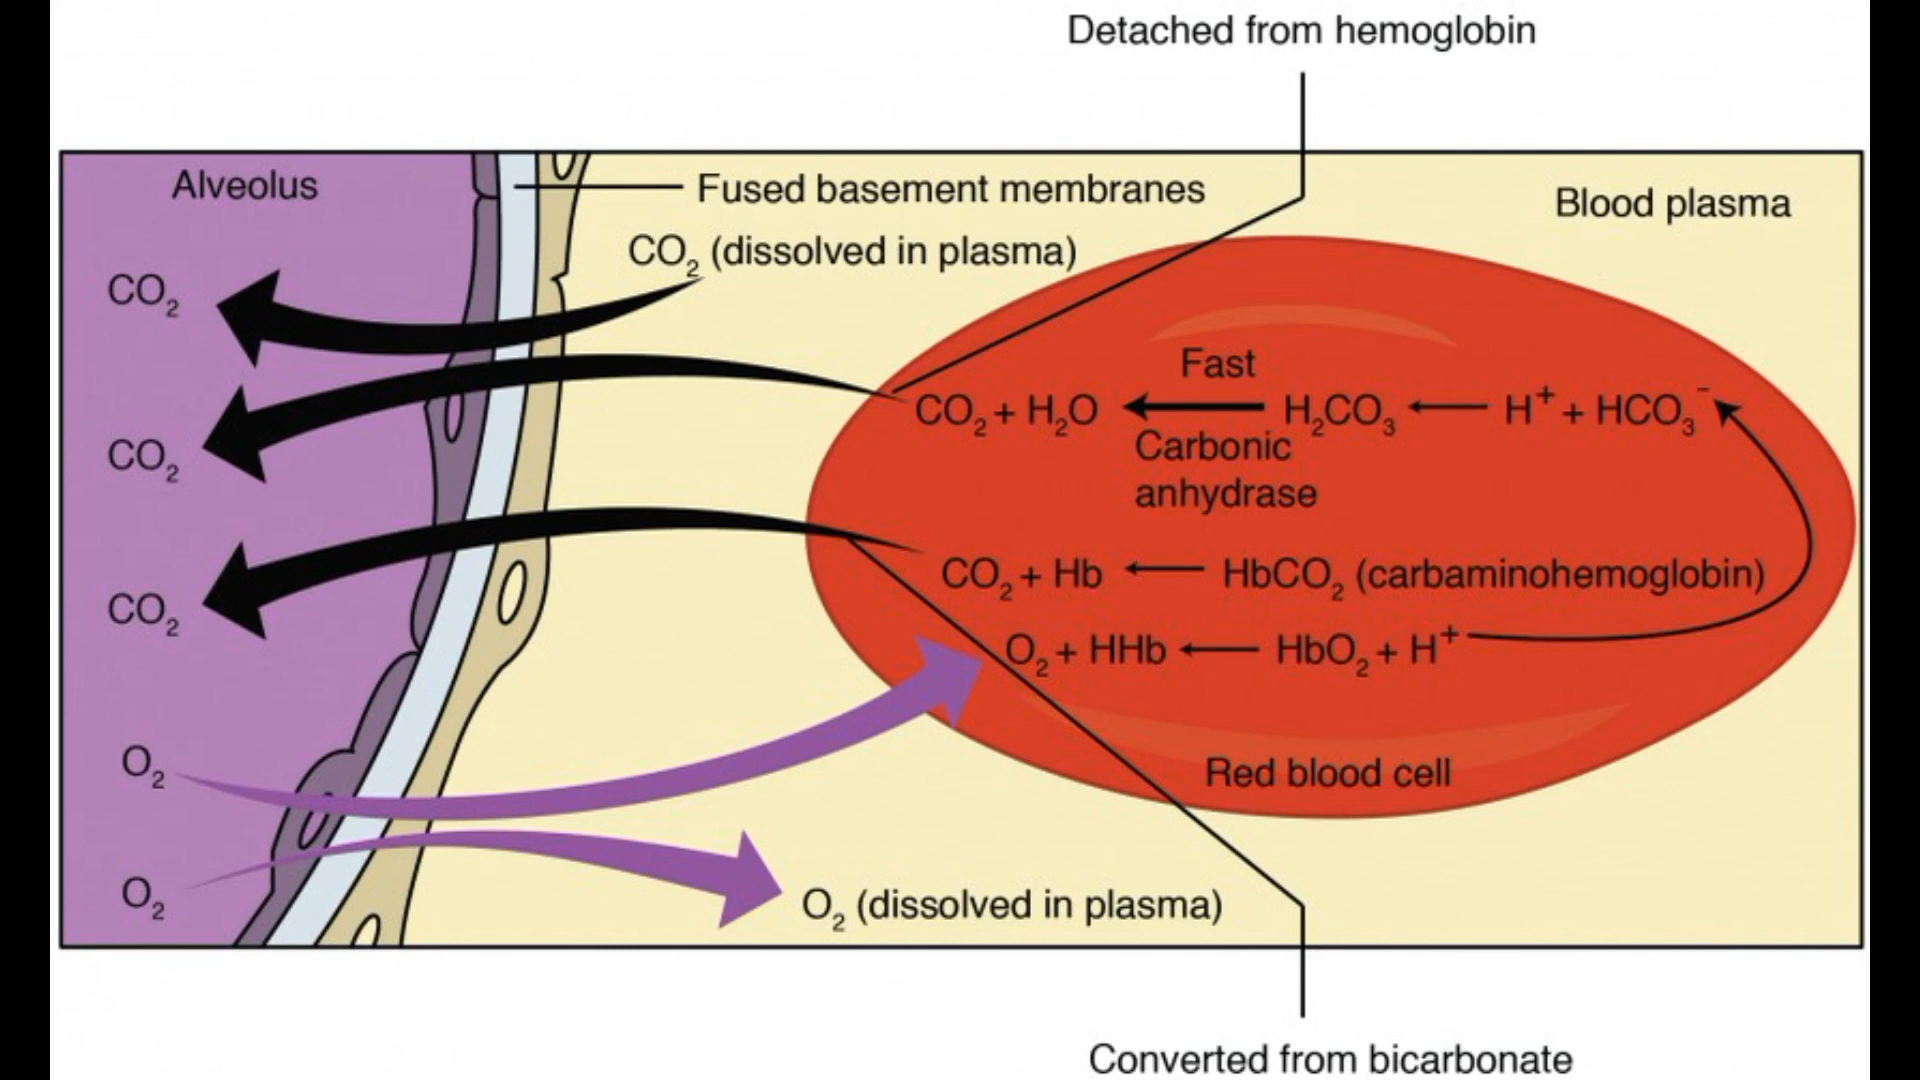 Detached from hemoglobin
Alveolus
Fused basement membranes
Blood plasma
CO₂ (dissolved in plasma)
CO₂
Fast
CO₂ + H₂O ← H₂CO₃ ← H⁺ + HCO₃⁻
Carbonic
anhydrase
CO₂
CO₂ + Hb ← HbCO₂ (carbaminohemoglobin)
CO₂
O₂ + HHb ← HbO₂ + H⁺
O₂
Red blood cell
O₂
O₂ (dissolved in plasma)
Converted from bicarbonate